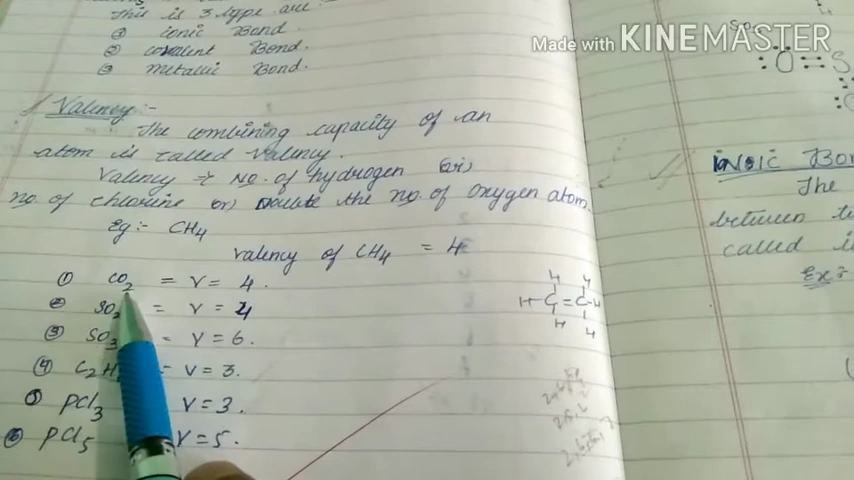 This is 3 type are
① ionic Bond.
② covalent Bond.
③ metallic Bond.
Valency :-
The combining capacity of an
atom is called valency.
Valency → No. of hydrogen (or)
no. of chlorine or) Double the no. of oxygen atom.
Eg :- CH4
valency of CH4 = 4
① CO2 = V = 4.
② SO2 = V = 4
③ SO3 = V = 6.
④ C2H = V = 3.
⑤ PCl3 V = 3.
⑥ PCl5 V = 5.
H H
H-C=C-H
H H
Made with KINEMASTER
SO
:O=S
INOIC Bo
The
between
called i
Ex:-